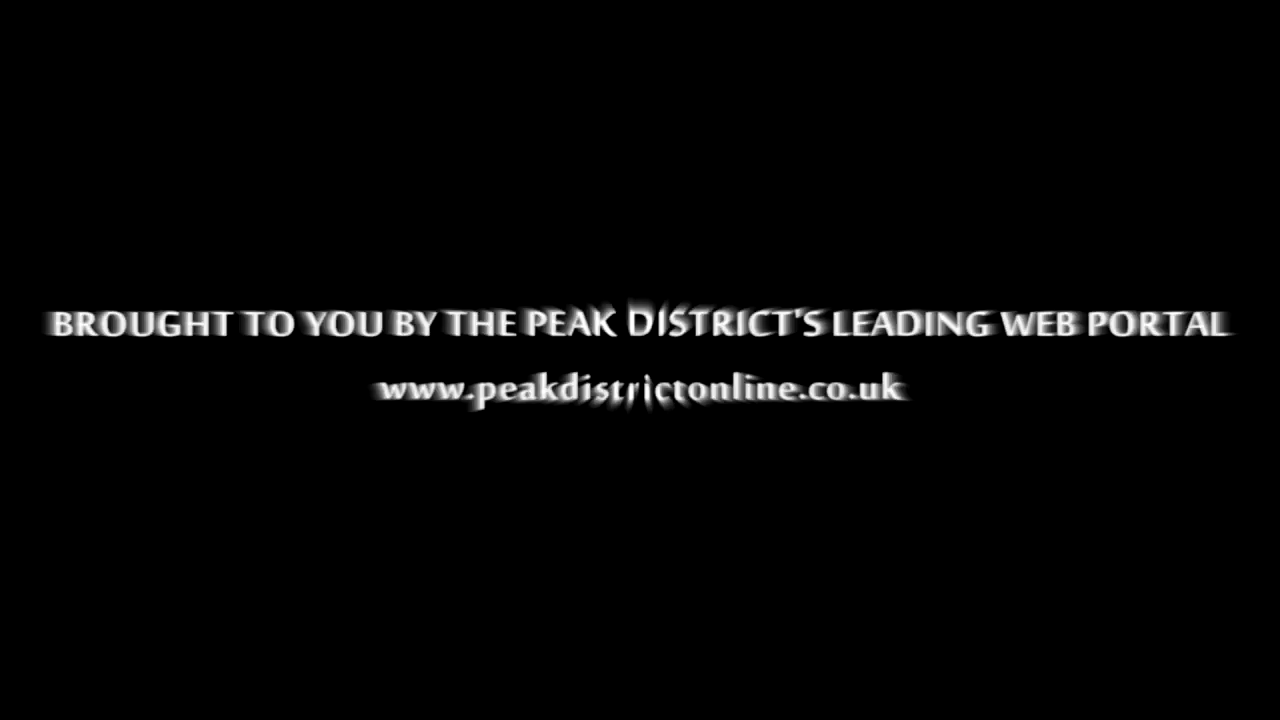 BROUGHT TO YOU BY THE PEAK DISTRICT'S LEADING WEB PORTAL
www.peakdistrictonline.co.uk